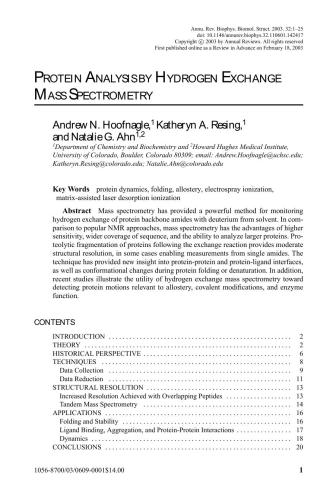 Annu. Rev. Biophys. Biomol. Struct. 2003. 32:1–25
doi: 10.1146/annurev.biophys.32.110601.142417
Copyright © 2003 by Annual Reviews. All rights reserved
First published online as a Review in Advance on February 18, 2003
PROTEIN ANALYSIS BY HYDROGEN EXCHANGE
MASS SPECTROMETRY
Andrew N. Hoofnagle,1 Katheryn A. Resing,1
and Natalie G. Ahn1,2
1Department of Chemistry and Biochemistry and 2Howard Hughes Medical Institute,
University of Colorado, Boulder, Colorado 80309; email: Andrew.Hoofnagle@uchsc.edu;
Katheryn.Resing@colorado.edu; Natalie.Ahn@colorado.edu
Key Words protein dynamics, folding, allostery, electrospray ionization,
matrix-assisted laser desorption ionization
Abstract Mass spectrometry has provided a powerful method for monitoring
hydrogen exchange of protein backbone amides with deuterium from solvent. In com-
parison to popular NMR approaches, mass spectrometry has the advantages of higher
sensitivity, wider coverage of sequence, and the ability to analyze larger proteins. Pro-
teolytic fragmentation of proteins following the exchange reaction provides moderate
structural resolution, in some cases enabling measurements from single amides. The
technique has provided new insight into protein-protein and protein-ligand interfaces,
as well as conformational changes during protein folding or denaturation. In addition,
recent studies illustrate the utility of hydrogen exchange mass spectrometry toward
detecting protein motions relevant to allostery, covalent modifications, and enzyme
function.
CONTENTS
INTRODUCTION . . . . . . . . . . . . . . . . . . . . 2
THEORY . . . . . . . . . . . . . . . . . . . . 2
HISTORICAL PERSPECTIVE . . . . . . . . . . . . . . . . . . . . 6
TECHNIQUES . . . . . . . . . . . . . . . . . . . . 8
Data Collection . . . . . . . . . . . . . . . . . . . . 9
Data Reduction . . . . . . . . . . . . . . . . . . . . 11
STRUCTURAL RESOLUTION . . . . . . . . . . . . . . . . . . . . 13
Increased Resolution Achieved with Overlapping Peptides . . . . . . . . . . 13
Tandem Mass Spectrometry . . . . . . . . . . . . . . . . . . . . 14
APPLICATIONS . . . . . . . . . . . . . . . . . . . . 16
Folding and Stability . . . . . . . . . . . . . . . . . . . . 16
Ligand Binding, Aggregation, and Protein-Protein Interactions . . . . . . . . . . 17
Dynamics . . . . . . . . . . . . . . . . . . . . 18
CONCLUSIONS . . . . . . . . . . . . . . . . . . . . 20
1056-8700/03/0609-0001$14.00 1